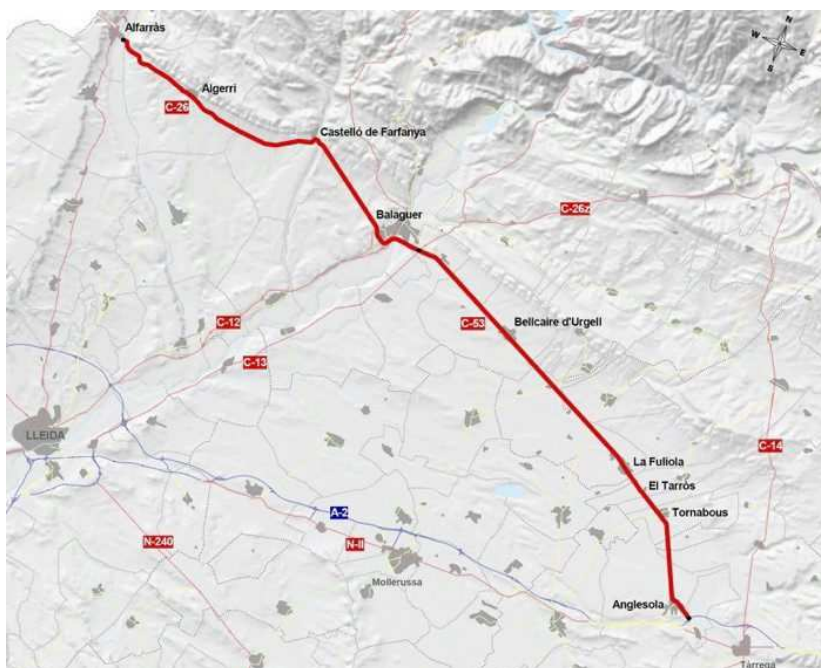 Alfarràs
N
W
E
S
Algerri
C-26
Castelló de Farfanya
Balaguer
C-26z
C-12
C-53
Bellcaire d'Urgell
C-13
LLEIDA
C-14
La Fuliola
El Tarròs
A-2
Tornabous
N-240
N-II
Mollerussa
Anglesola
Tàrrega